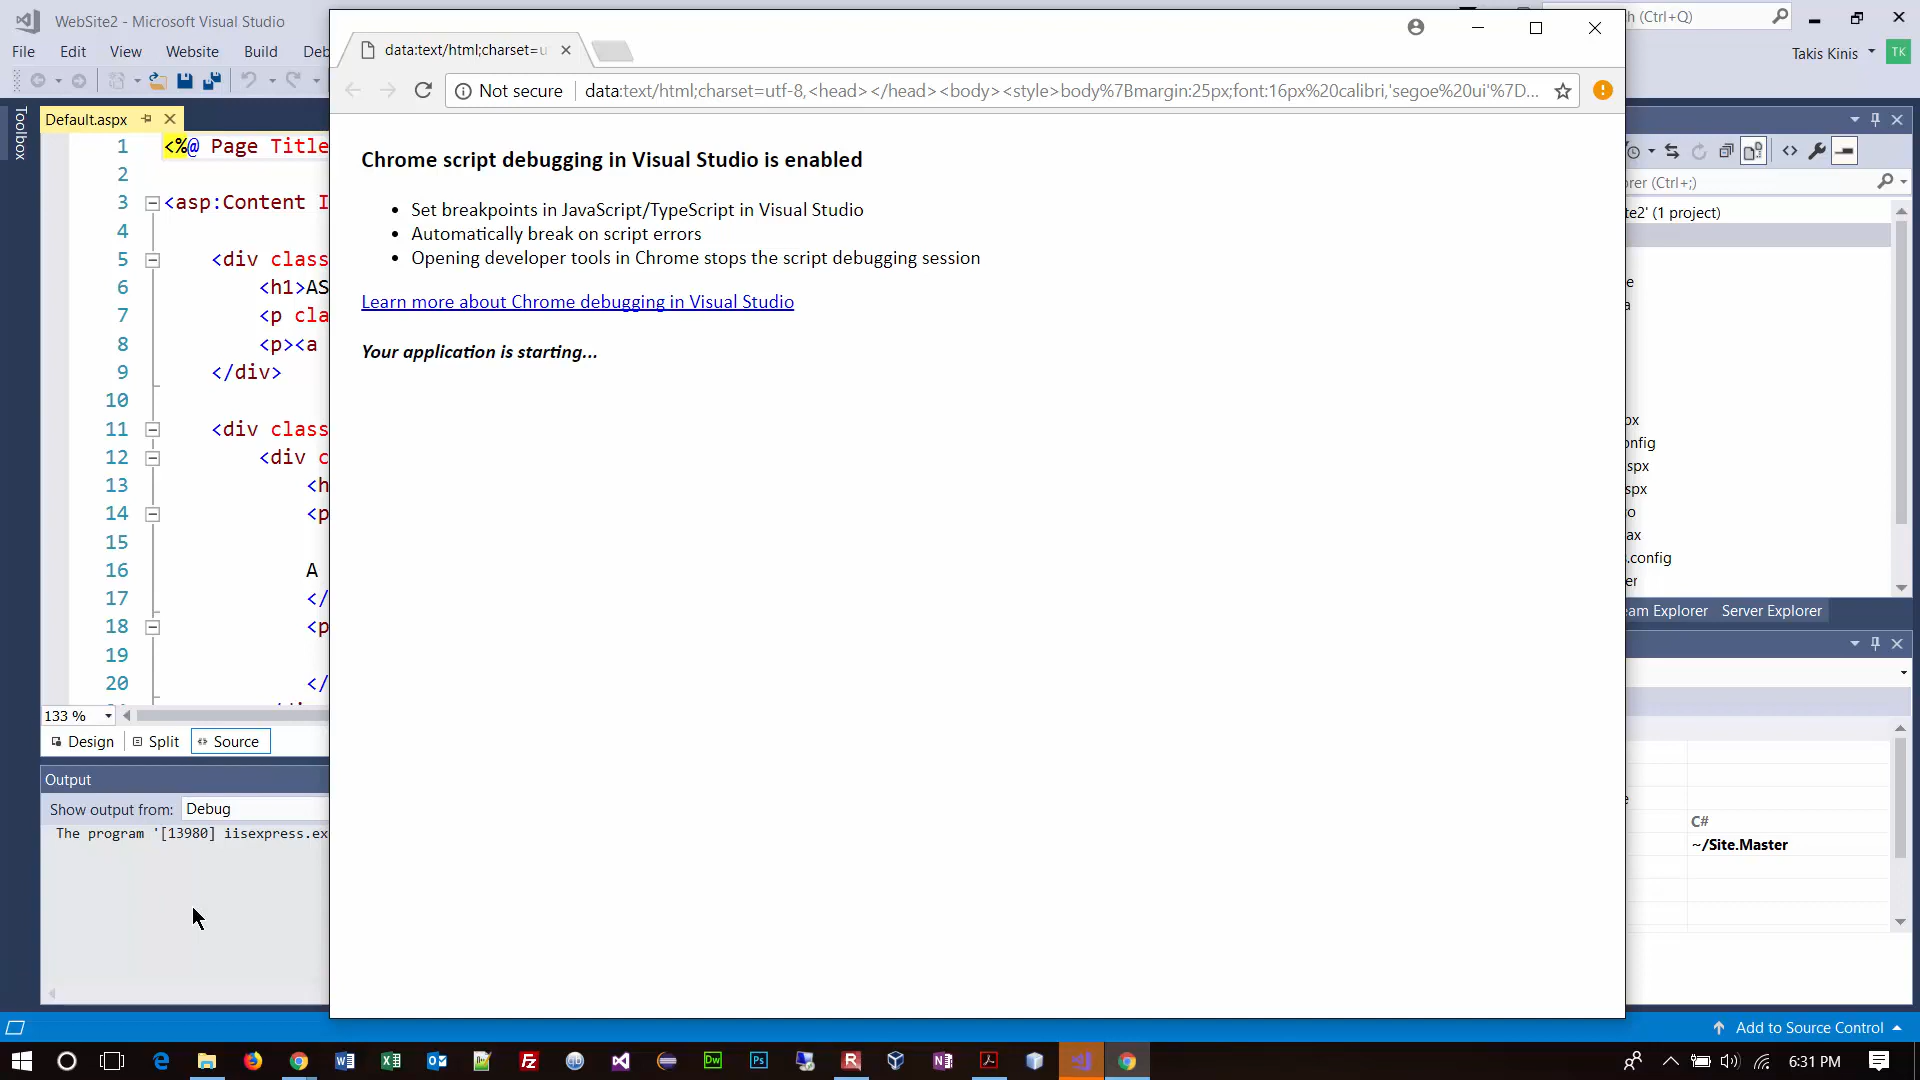 WebSite2 - Microsoft Visual Studio
h (Ctrl+Q)
File Edit View Website Build Deb
Takis Kinis TK
data:text/html;charset=u
Not secure data:text/html;charset=utf-8,<head></head><body><style>body%7Bmargin:25px;font:16px%20calibri,'segoe%20ui'%7D...
Toolbox
Default.aspx
1 <%@ Page Title
2
3 <asp:Content I
4
5 <div class
6 <h1>AS
7 <p cla
8 <p><a
9 </div>
10
11 <div class
12 <div c
13 <h
14 <p
15
16 A
17 </
18 <p
19
20 </
133 %
Design Split Source
Output
Show output from: Debug
The program '[13980] iisexpress.ex
Chrome script debugging in Visual Studio is enabled
• Set breakpoints in JavaScript/TypeScript in Visual Studio
• Automatically break on script errors
• Opening developer tools in Chrome stops the script debugging session
Learn more about Chrome debugging in Visual Studio
Your application is starting...
rer (Ctrl+;)
te2' (1 project)
e
a
px
onfig
spx
spx
o
ax
.config
er
eam Explorer Server Explorer
e
C#
~/Site.Master
Add to Source Control
6:31 PM